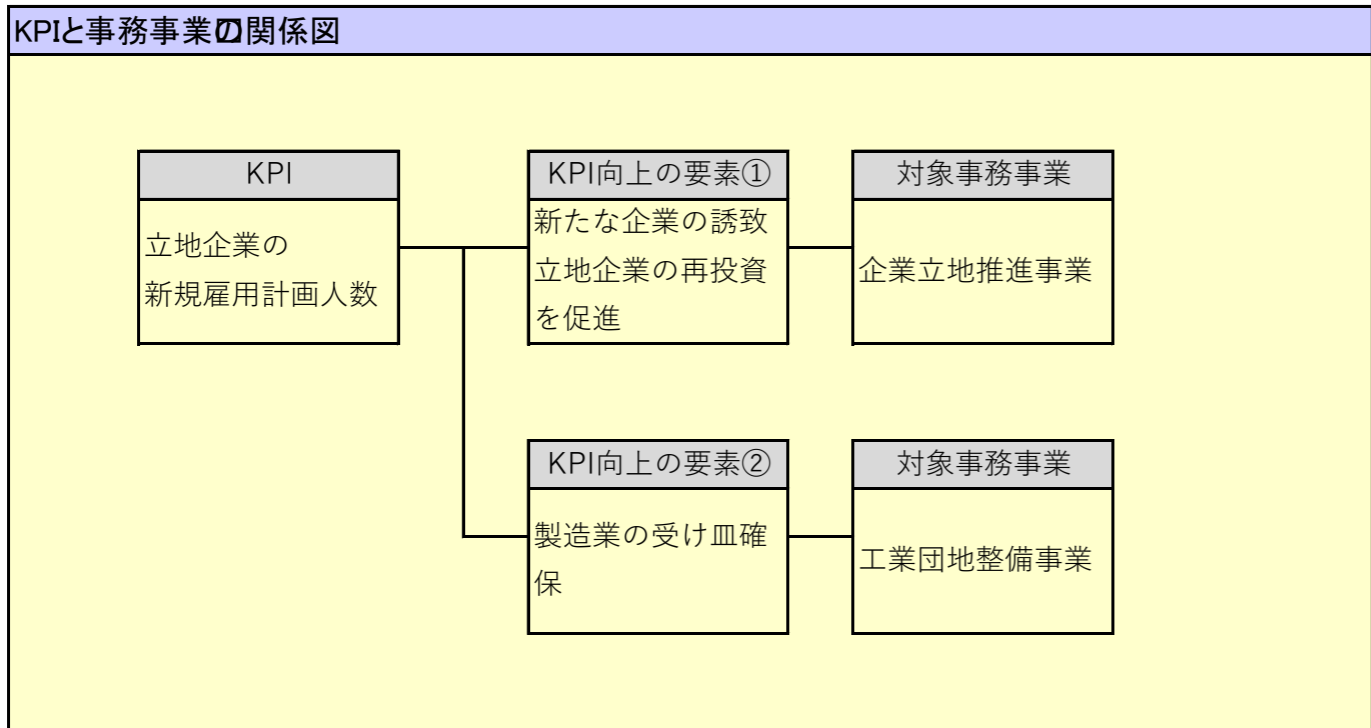 KPIと事務事業の関係図
KPI
立地企業の
新規雇用計画人数
KPI向上の要素①
新たな企業の誘致
立地企業の再投資
を促進
対象事務事業
企業立地推進事業
KPI向上の要素②
製造業の受け皿確
保
対象事務事業
工業団地整備事業